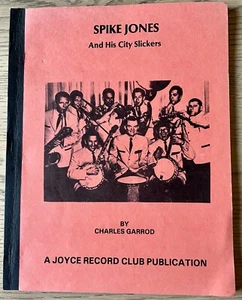 SPIKE JONES
And His City Slickers
BY
CHARLES GARROD
A JOYCE RECORD CLUB PUBLICATION